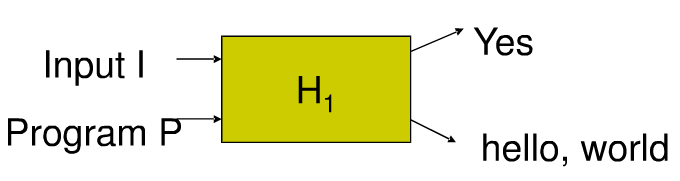 Input I
Program P
H₁
Yes
hello, world